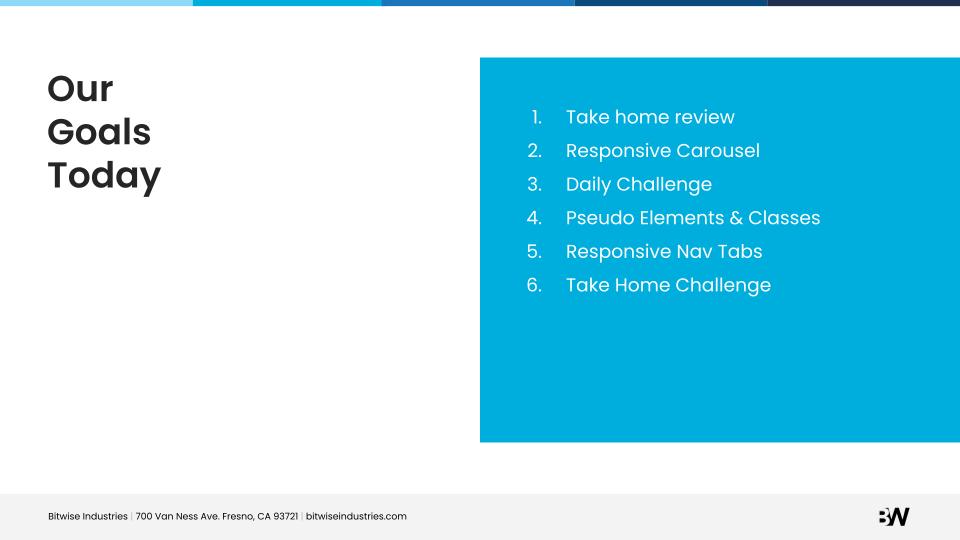 Our
Goals
Today
1. Take home review
2. Responsive Carousel
3. Daily Challenge
4. Pseudo Elements & Classes
5. Responsive Nav Tabs
6. Take Home Challenge
Bitwise Industries | 700 Van Ness Ave. Fresno, CA 93721 | bitwiseindustries.com
BW